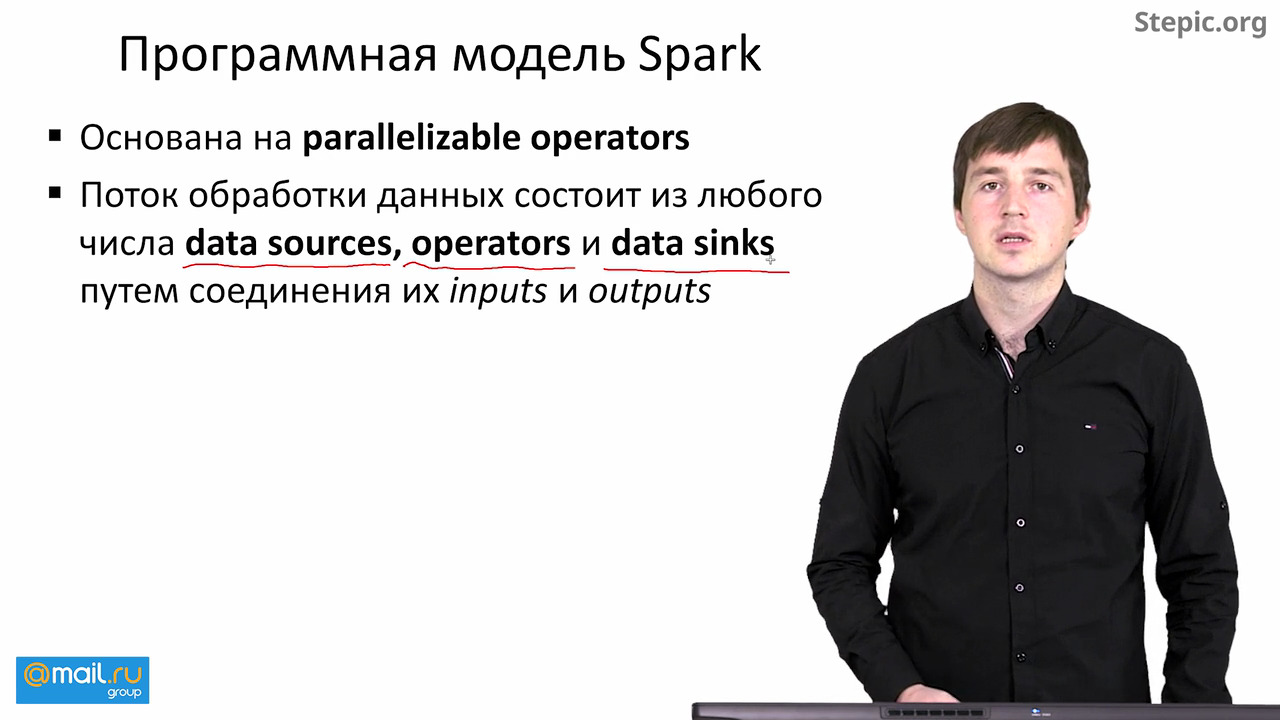 Stepic.org
Программная модель Spark
▪ Основана на parallelizable operators
▪ Поток обработки данных состоит из любого
числа data sources, operators и data sinks
путем соединения их inputs и outputs
@mail.ru
group